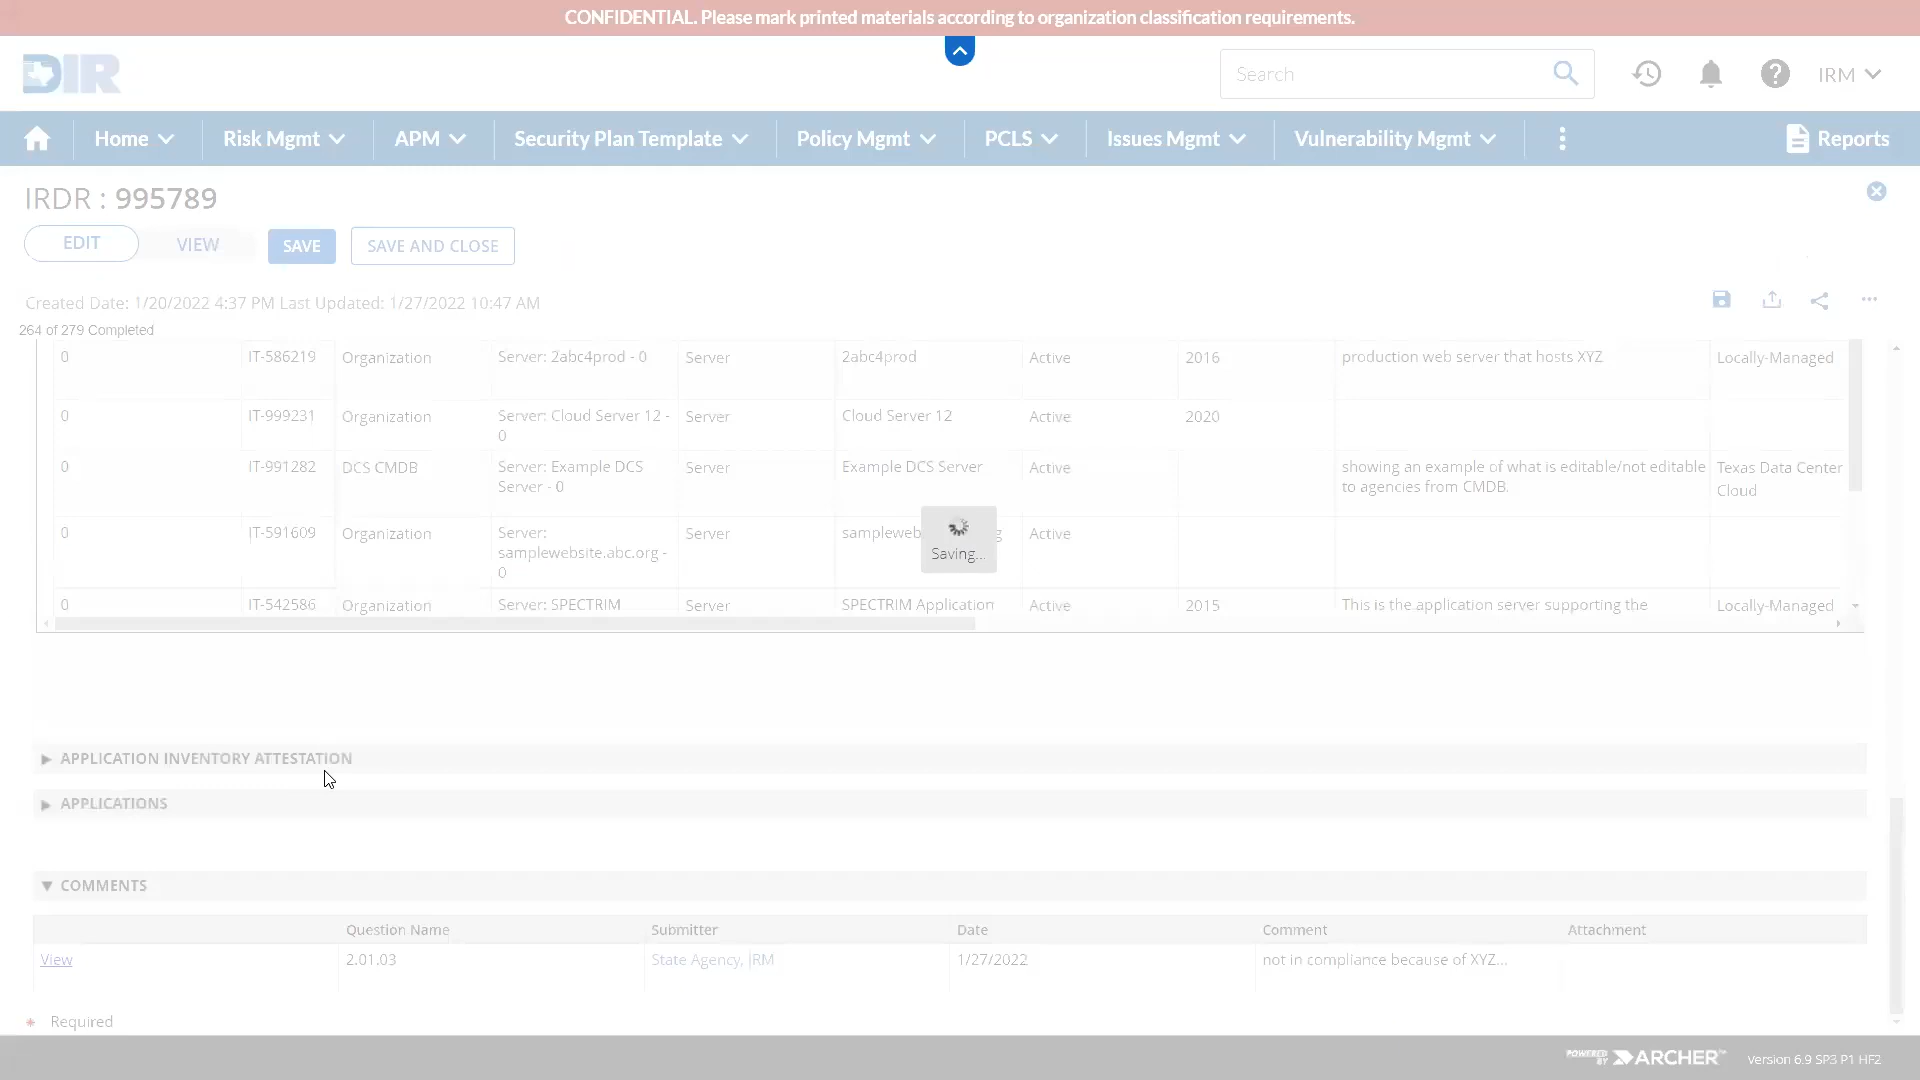 CONFIDENTIAL. Please mark printed materials according to organization classification requirements.
DIR
Search
IRM
Home
Risk Mgmt
APM
Security Plan Template
Policy Mgmt
PCLS
Issues Mgmt
Vulnerability Mgmt
Reports
IRDR : 995789
EDIT
VIEW
SAVE
SAVE AND CLOSE
Created Date: 1/20/2022 4:37 PM Last Updated: 1/27/2022 10:47 AM
264 of 279 Completed
0 IT-586219 Organization Server: 2abc4prod - 0 Server 2abc4prod Active 2016 production web server that hosts XYZ Locally-Managed
0 IT-999231 Organization Server: Cloud Server 12 - Server Cloud Server 12 Active 2020
0
0 IT-991282 DCS CMDB Server: Example DCS Server Example DCS Server Active showing an example of what is editable/not editable Texas Data Center
Server - 0 to agencies from CMDB. Cloud
0 IT-591609 Organization Server: Server sampleweb Active
samplewebsite.abc.org -
0
Saving...
0 IT-542586 Organization Server: SPECTRIM Server SPECTRIM Application Active 2015 This is the application server supporting the Locally-Managed
APPLICATION INVENTORY ATTESTATION
APPLICATIONS
COMMENTS
Question Name Submitter Date Comment Attachment
View 2.01.03 State Agency, IRM 1/27/2022 not in compliance because of XYZ...
* Required
POWERED BY ARCHER Version 6.9 SP3 P1 HF2